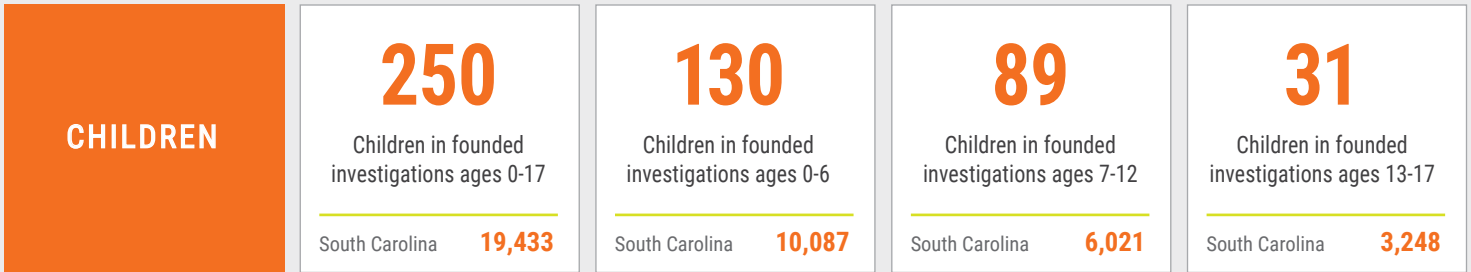 CHILDREN
250
Children in founded
investigations ages 0-17
South Carolina 19,433
130
Children in founded
investigations ages 0-6
South Carolina 10,087
89
Children in founded
investigations ages 7-12
South Carolina 6,021
31
Children in founded
investigations ages 13-17
South Carolina 3,248